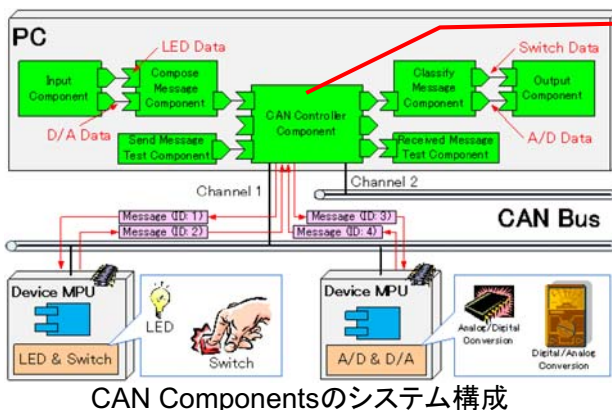 PC
LED Data
Switch Data
Input
Component
Compose
Message
Component
CAN Controller
Component
Classify
Message
Component
Output
Component
D/A Data
A/D Data
Send Message
Test Component
Received Message
Test Component
Channel 1
Channel 2
Message (ID: 1)
Message (ID: 3)
Message (ID: 2)
Message (ID: 4)
CAN Bus
Device MPU
LED
Switch
LED & Switch
Device MPU
Analog/Digital
Conversion
Digital/Analog
Conversion
A/D & D/A
CAN Componentsのシステム構成